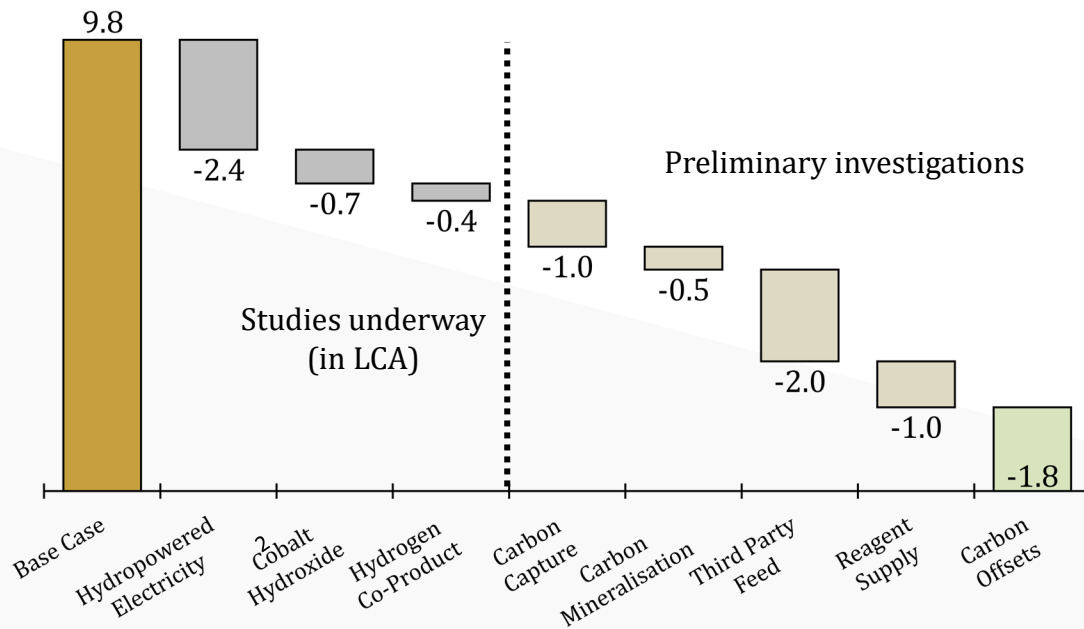 9.8
-2.4
-0.7
-0.4
-1.0
-0.5
-2.0
-1.0
-1.8
Preliminary investigations
Studies underway
(in LCA)
Base Case
Hydropowered
Electricity
2
Cobalt
Hydroxide
Hydrogen
Co-Product
Carbon
Capture
Carbon
Mineralisation
Third Party
Feed
Reagent
Supply
Carbon
Offsets